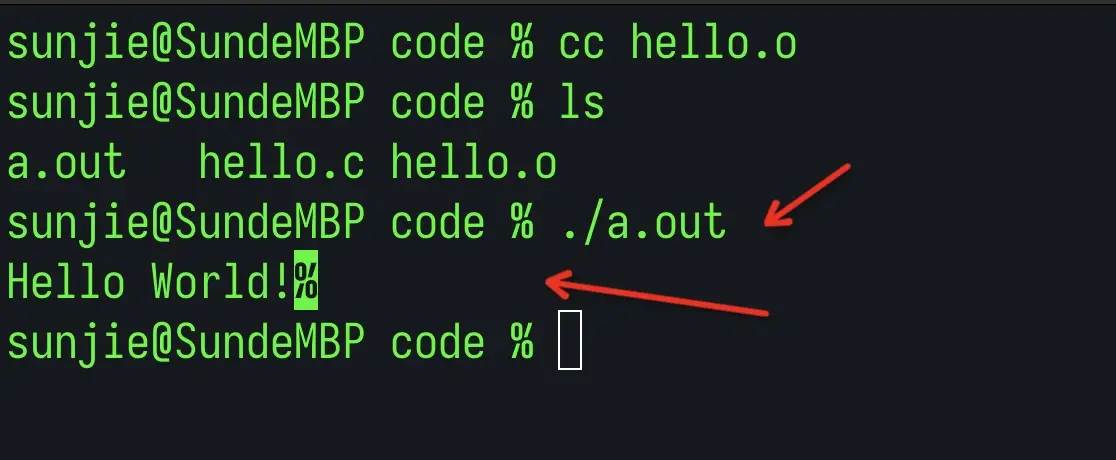 sunjie@SundeMBP code % cc hello.o
sunjie@SundeMBP code % ls
a.out   hello.c hello.o
sunjie@SundeMBP code % ./a.out
Hello World!%
sunjie@SundeMBP code %